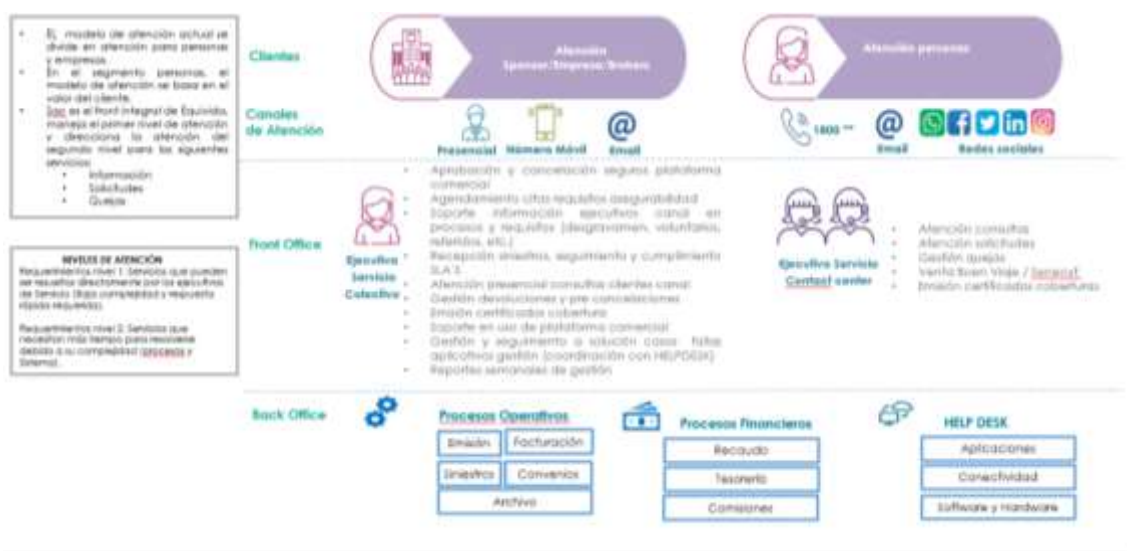 • EL modelo de atención actual se
divide en atención para personas
y empresas.
• En el segmento personas, el
modelo de atención se basa en el
valor del cliente.
• Sac es el front integral de Equivida,
maneja el primer nivel de atención
y direcciona la atención del
segundo nivel para los siguientes
servicios:
• Información
• Solicitudes
• Quejas
NIVELES DE ATENCIÓN
Requerimientos nivel 1: Servicios que pueden
ser resueltos directamente por los ejecutivos
de Servicio (Baja complejidad y respuesta
rápida requerida).
Requerimientos nivel 2: Servicios que
necesitan más tiempo para resolverse
debido a su complejidad (procesos y
Sistema).
Clientes
Atención
Sponsor/Empresa/Brokers
Atención personas
Canales
de Atención
Presencial
Número Móvil
Email
1800
Email
Redes sociales
Front Office
Ejecutiva
Servicio
Colectivo
• Aprobación y cancelación seguros plataforma
comercial
• Agendamiento citas requisitos asegurabilidad
• Soporte información ejecutivos canal en
procesos y requisitos (desgravamen, voluntarios,
referidos, etc.)
• Recepción siniestros, seguimiento y cumplimiento
SLA´S
• Atención presencial consultas clientes canal
• Gestión devoluciones y pre cancelaciones
• Emisión certificados cobertura
• Soporte en uso de plataforma comercial
• Gestión y seguimiento a solución casos fallas
aplicativos gestión (coordinación con HELPDESK)
• Reportes semanales de gestión
Ejecutivo Servicio
Contact center
• Atención consultas
• Atención solicitudes
• Gestión quejas
• Venta Buen Viaje /
• Emisión certificados coberturas
Back Office
Procesos Operativos
Emisión
Facturación
Siniestros
Convenios
Archivo
Procesos Financieros
Recaudo
Tesorería
Comisiones
HELP DESK
Aplicaciones
Conectividad
Software y Hardware